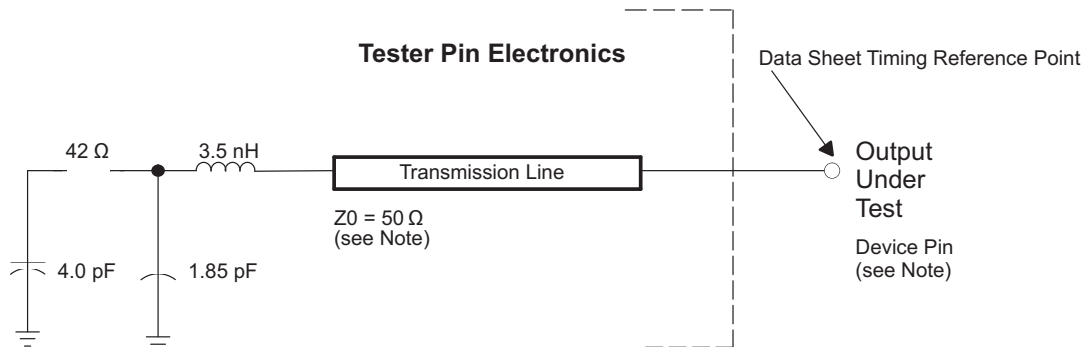 Tester Pin Electronics
Data Sheet Timing Reference Point
42 Ω
3.5 nH
Transmission Line
Output
Under
Test
Z0 = 50 Ω
(see Note)
Device Pin
(see Note)
4.0 pF
1.85 pF